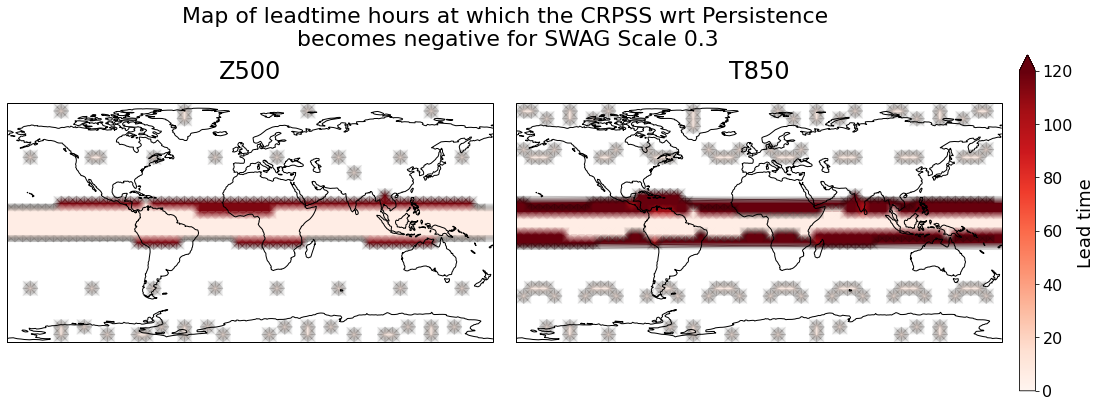 Map of leadtime hours at which the CRPSS wrt Persistence
becomes negative for SWAG Scale 0.3
Z500
T850
120
100
80
60
40
20
0
Lead time